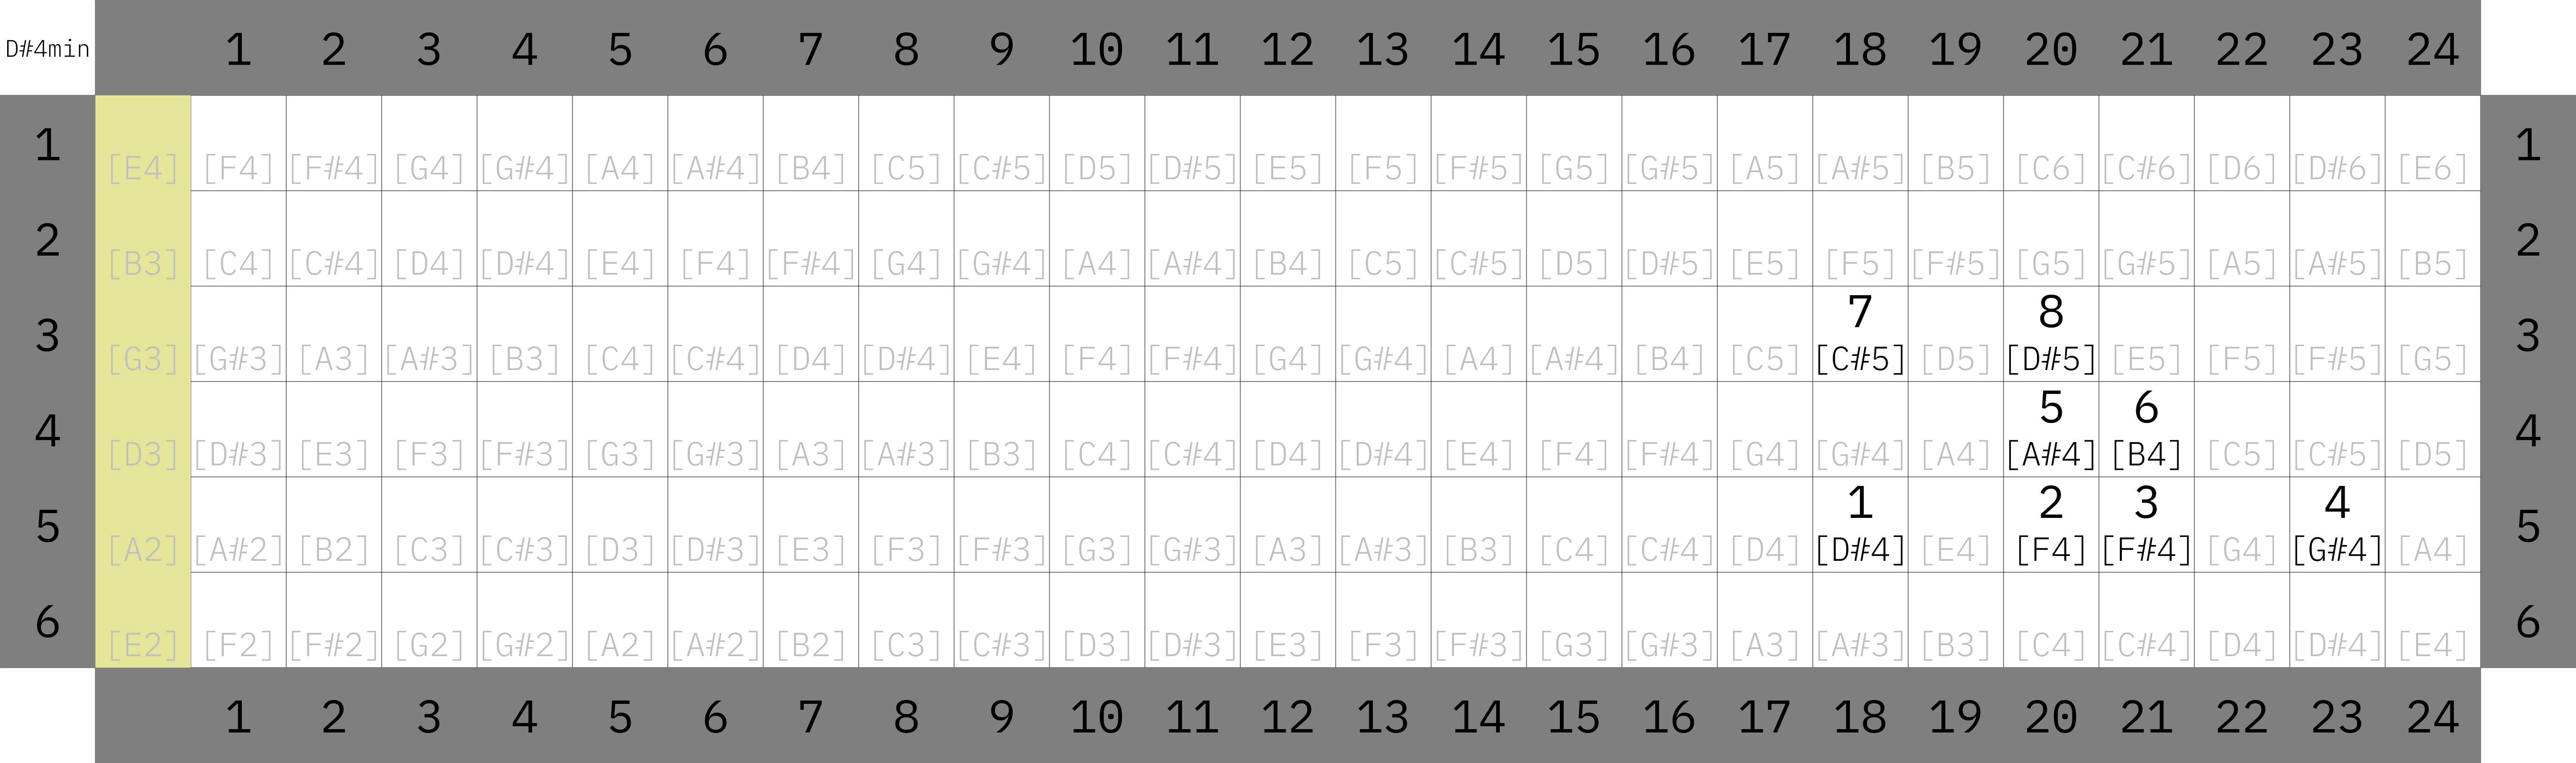 D#4min 1 2 3 4 5 6 7 8 9 10 11 12 13 14 15 16 17 18 19 20 21 22 23 24
1 [E4] [F4] [F#4] [G4] [G#4] [A4] [A#4] [B4] [C5] [C#5] [D5] [D#5] [E5] [F5] [F#5] [G5] [G#5] [A5] [A#5] [B5] [C6] [C#6] [D6] [D#6] [E6] 1
2 [B3] [C4] [C#4] [D4] [D#4] [E4] [F4] [F#4] [G4] [G#4] [A4] [A#4] [B4] [C5] [C#5] [D5] [D#5] [E5] [F5] [F#5] [G5] [G#5] [A5] [A#5] [B5] 2
7 8
3 [G3] [G#3] [A3] [A#3] [B3] [C4] [C#4] [D4] [D#4] [E4] [F4] [F#4] [G4] [G#4] [A4] [A#4] [B4] [C5] [C#5] [D5] [D#5] [E5] [F5] [F#5] [G5] 3
5 6
4 [D3] [D#3] [E3] [F3] [F#3] [G3] [G#3] [A3] [A#3] [B3] [C4] [C#4] [D4] [D#4] [E4] [F4] [F#4] [G4] [G#4] [A4] [A#4] [B4] [C5] [C#5] [D5] 4
1 2 3 4
5 [A2] [A#2] [B2] [C3] [C#3] [D3] [D#3] [E3] [F3] [F#3] [G3] [G#3] [A3] [A#3] [B3] [C4] [C#4] [D4] [D#4] [E4] [F4] [F#4] [G4] [G#4] [A4] 5
6 [E2] [F2] [F#2] [G2] [G#2] [A2] [A#2] [B2] [C3] [C#3] [D3] [D#3] [E3] [F3] [F#3] [G3] [G#3] [A3] [A#3] [B3] [C4] [C#4] [D4] [D#4] [E4] 6
1 2 3 4 5 6 7 8 9 10 11 12 13 14 15 16 17 18 19 20 21 22 23 24